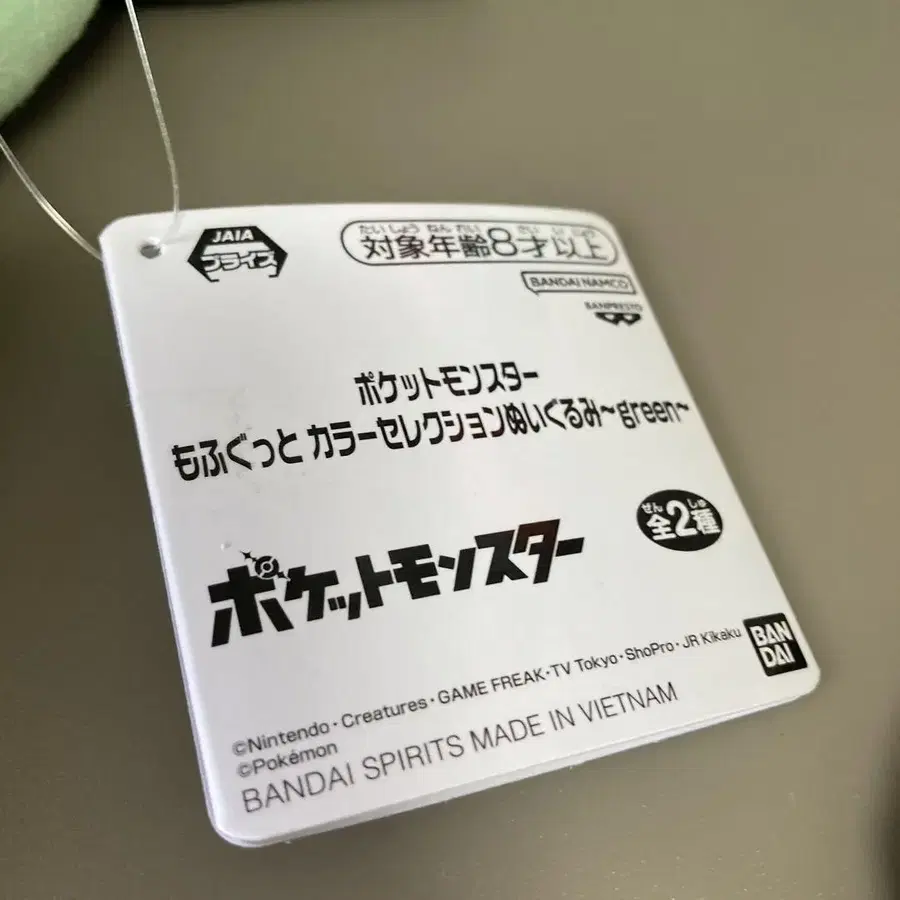 JAIA
プライズ
たいしょうねんれい さいいじょう
対象年齢8才以上
BANDAI NAMCO
BANPRESTO
ポケットモンスター
もふぐっと カラーセレクションぬいぐるみ~green~
ぜん しゅ
全2種
ポケットモンスター
BAN
DAI
©Nintendo・Creatures・GAME FREAK・TV Tokyo・ShoPro・JR Kikaku
©Pokémon
BANDAI SPIRITS MADE IN VIETNAM